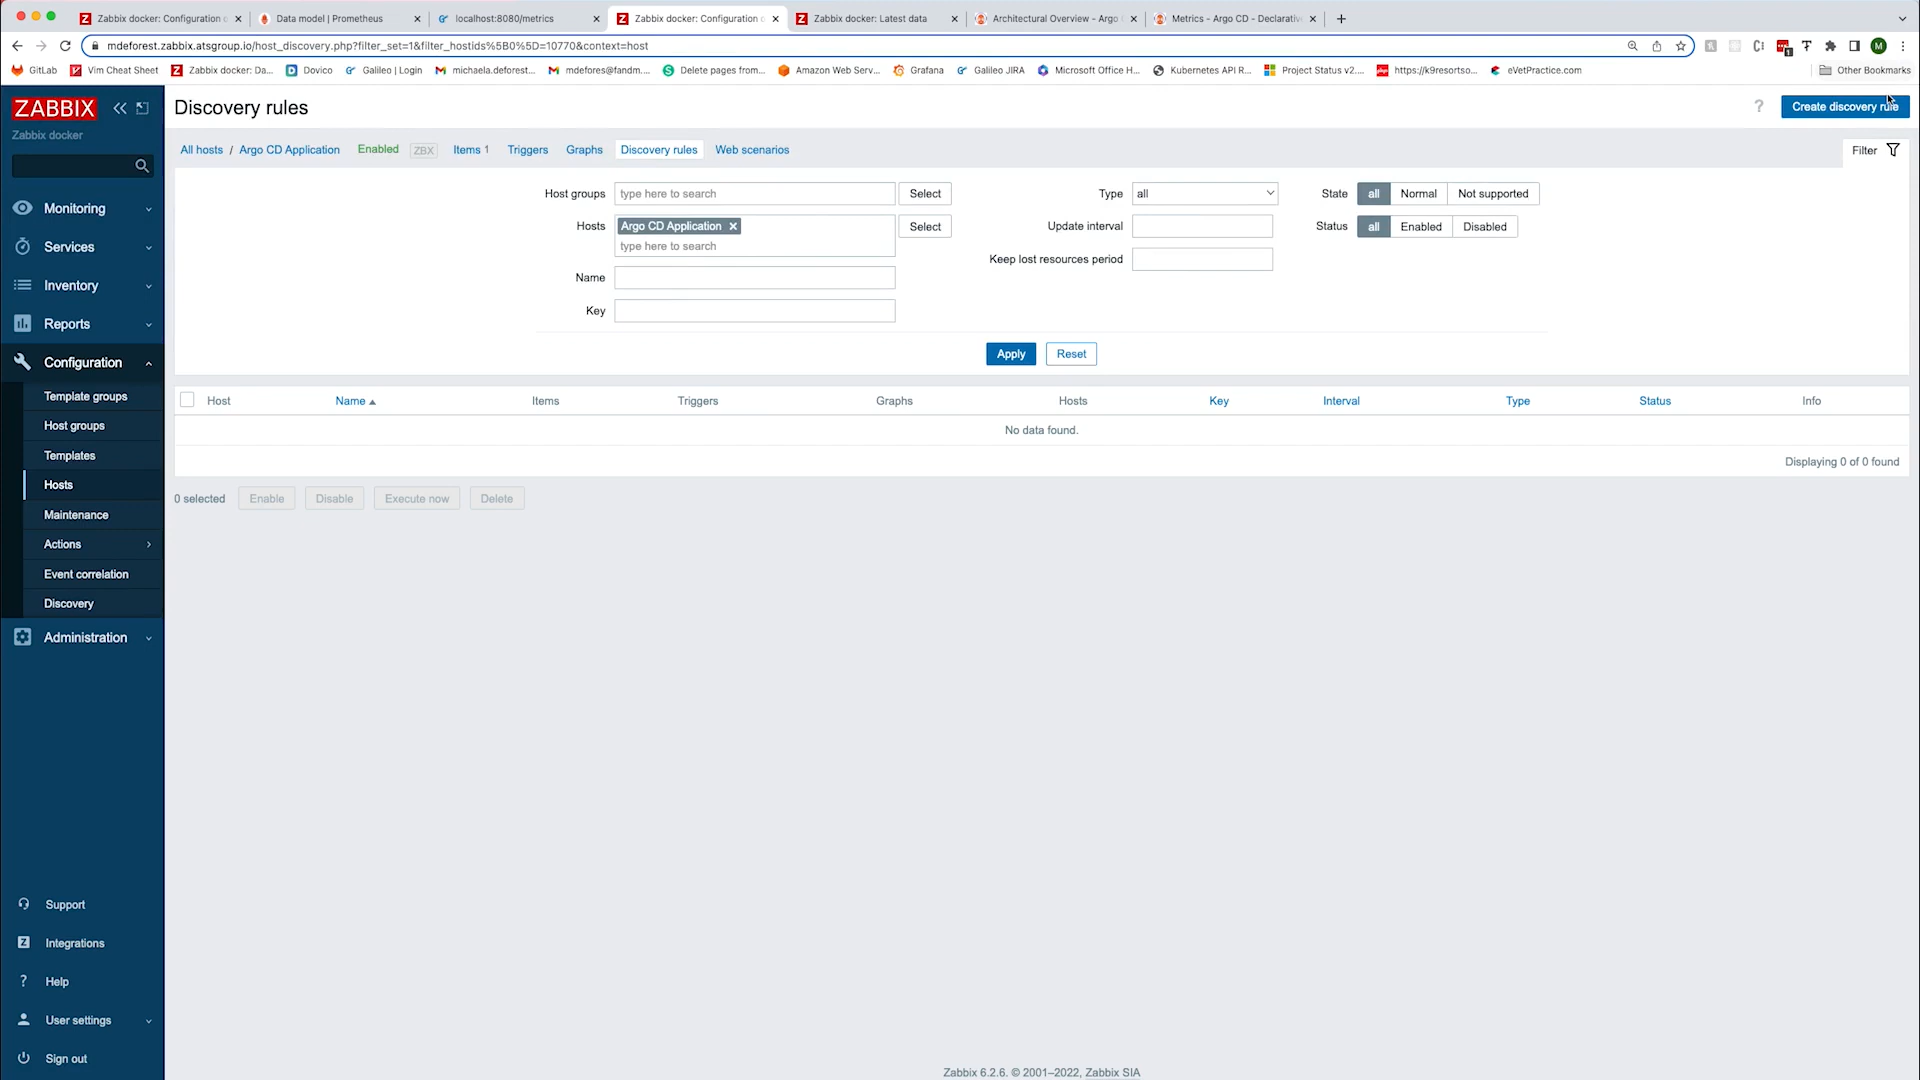 Zabbix docker: Configuration o
Data model | Prometheus
localhost:8080/metrics
Zabbix docker: Configuration o
Zabbix docker: Latest data
Architectural Overview - Argo
Metrics - Argo CD - Declarativ
mdeforest.zabbix.atsgroup.io/host_discovery.php?filter_set=1&filter_hostids%5B0%5D=10770&context=host
GitLab
Vim Cheat Sheet
Zabbix docker: Da...
Dovico
Galileo | Login
michaela.deforest...
mdefores@fandm....
Delete pages from...
Amazon Web Serv...
Grafana
Galileo JIRA
Microsoft Office H...
Kubernetes API R...
Project Status v2....
https://k9resortso...
eVetPractice.com
Other Bookmarks
ZABBIX
Zabbix docker
Monitoring
Services
Inventory
Reports
Configuration
Template groups
Host groups
Templates
Hosts
Maintenance
Actions
Event correlation
Discovery
Administration
Support
Integrations
Help
User settings
Sign out
Discovery rules
? Create discovery rule
All hosts / Argo CD Application Enabled ZBX Items 1 Triggers Graphs Discovery rules Web scenarios
Filter
Host groups type here to search Select
Hosts Argo CD Application Select
type here to search
Name
Key
Type all
Update interval
Keep lost resources period
State all Normal Not supported
Status all Enabled Disabled
Apply Reset
Host Name Items Triggers Graphs Hosts Key Interval Type Status Info
No data found.
Displaying 0 of 0 found
0 selected Enable Disable Execute now Delete
Zabbix 6.2.6. © 2001–2022, Zabbix SIA